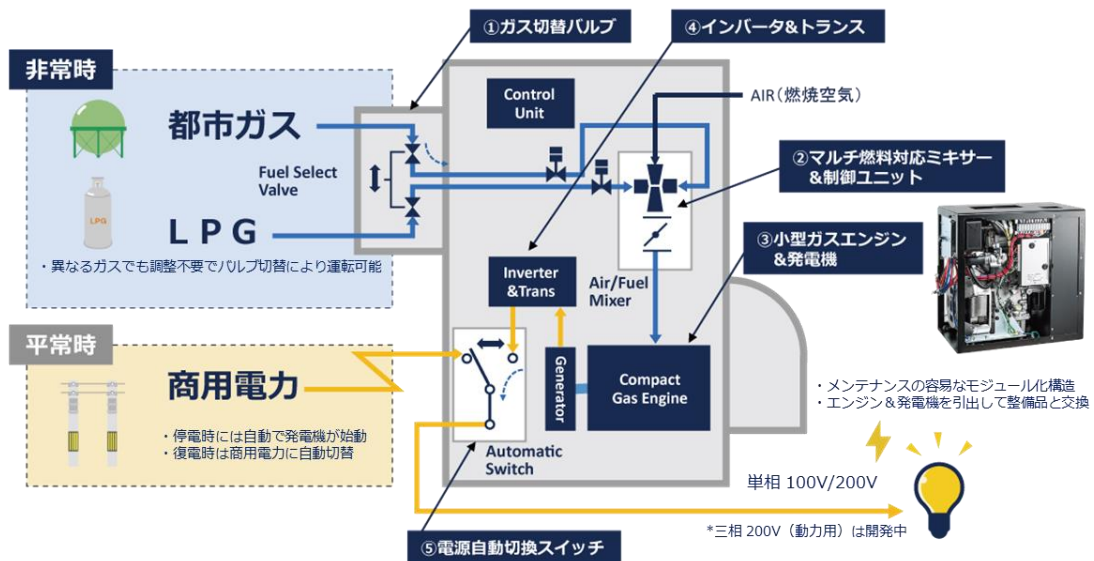 ①ガス切替バルブ
④インバータ&トランス
非常時
都市ガス
Fuel Select
Valve
LPG
ＬＰＧ
・異なるガスでも調整不要でバルブ切替により運転可能
Control
Unit
AIR（燃焼空気）
②マルチ燃料対応ミキサー
&制御ユニット
③小型ガスエンジン
&発電機
Inverter
&Trans
Air/Fuel
Mixer
平常時
商用電力
・停電時には自動で発電機が始動
・復電時は商用電力に自動切替
Generator
Compact
Gas Engine
Automatic
Switch
・メンテナンスの容易なモジュール化構造
・エンジン＆発電機を引出して整備品と交換
単相 100V/200V
*三相 200V（動力用）は開発中
⑤電源自動切換スイッチ